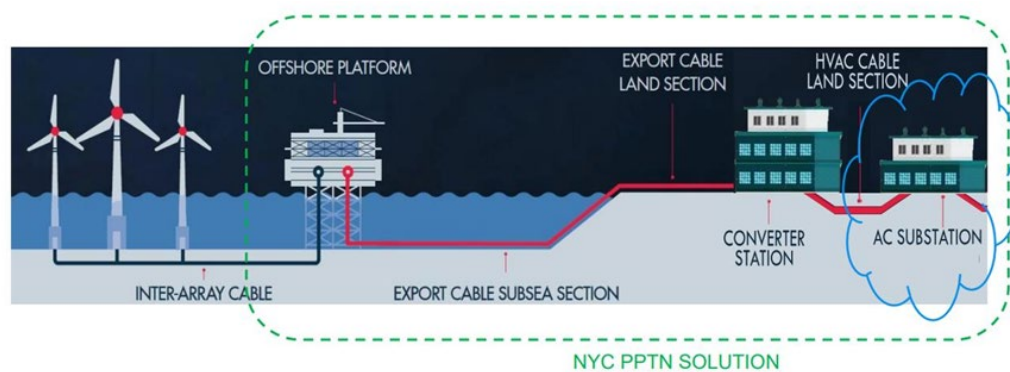 OFFSHORE PLATFORM
EXPORT CABLE
LAND SECTION
HVAC CABLE
LAND SECTION
INTER-ARRAY CABLE
EXPORT CABLE SUBSEA SECTION
CONVERTER
STATION
AC SUBSTATION
NYC PPTN SOLUTION